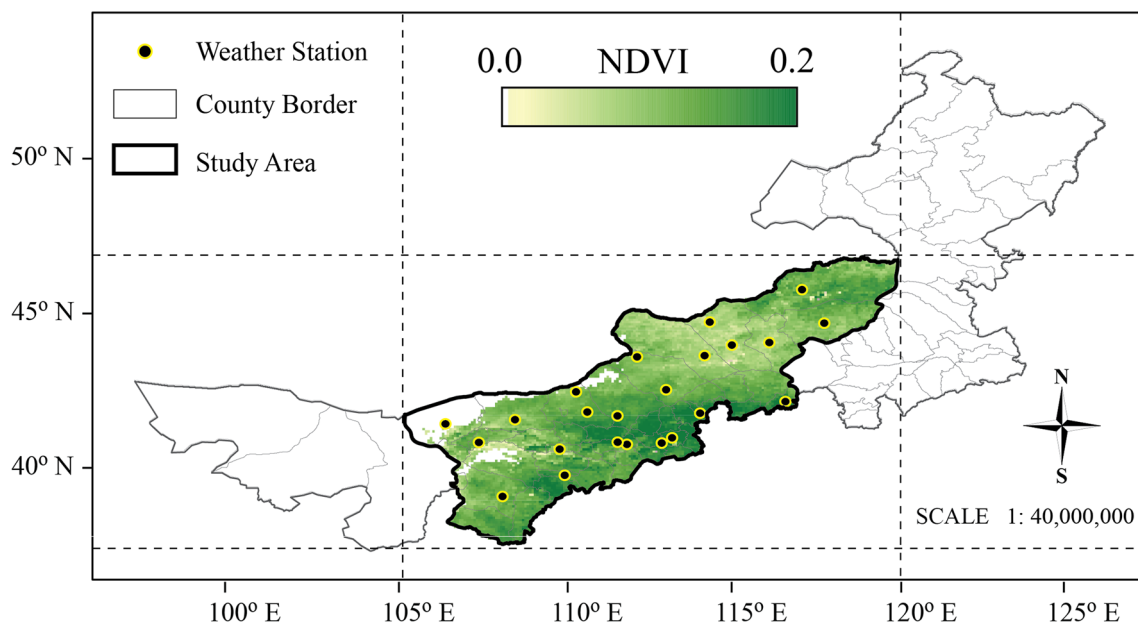 Weather Station
County Border
Study Area
0.0 NDVI 0.2
50º N
45º N
40º N
N
S
SCALE 1: 40,000,000
100º E 105º E 110º E 115º E 120º E 125º E